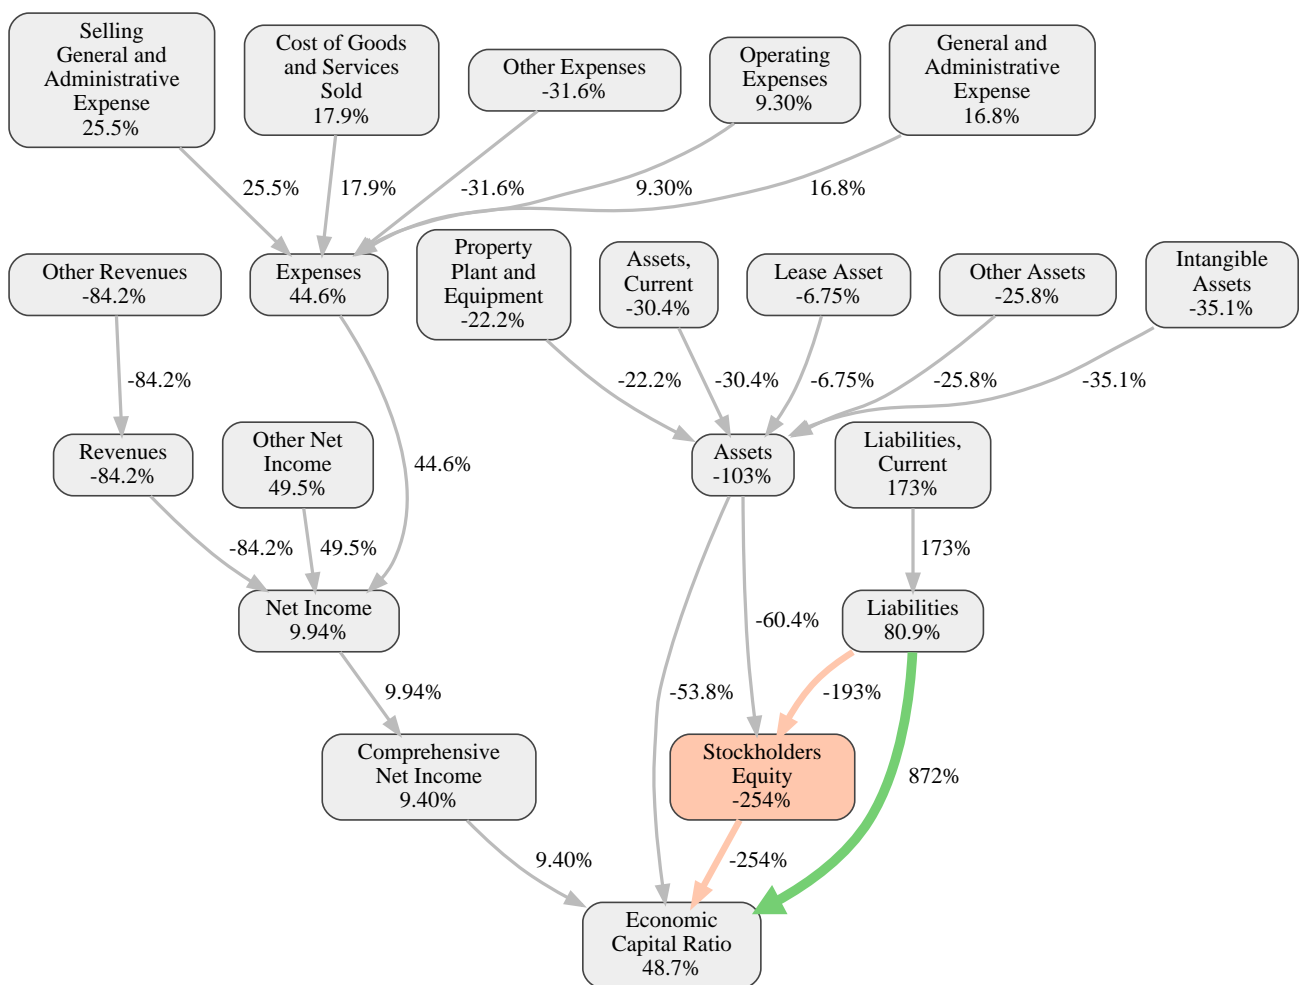 Selling
General and
Administrative
Expense
25.5%
Cost of Goods
and Services
Sold
17.9%
Other Expenses
-31.6%
Operating
Expenses
9.30%
General and
Administrative
Expense
16.8%
25.5%
17.9%
-31.6%
9.30%
16.8%
Other Revenues
-84.2%
Expenses
44.6%
Property
Plant and
Equipment
-22.2%
Assets,
Current
-30.4%
Lease Asset
-6.75%
Other Assets
-25.8%
Intangible
Assets
-35.1%
-84.2%
-22.2%
-30.4%
-6.75%
-25.8%
-35.1%
Revenues
-84.2%
Other Net
Income
49.5%
44.6%
Assets
-103%
Liabilities,
Current
173%
-84.2%
49.5%
173%
Net Income
9.94%
-60.4%
Liabilities
80.9%
9.94%
-53.8%
-193%
Comprehensive
Net Income
9.40%
Stockholders
Equity
-254%
872%
9.40%
-254%
Economic
Capital Ratio
48.7%